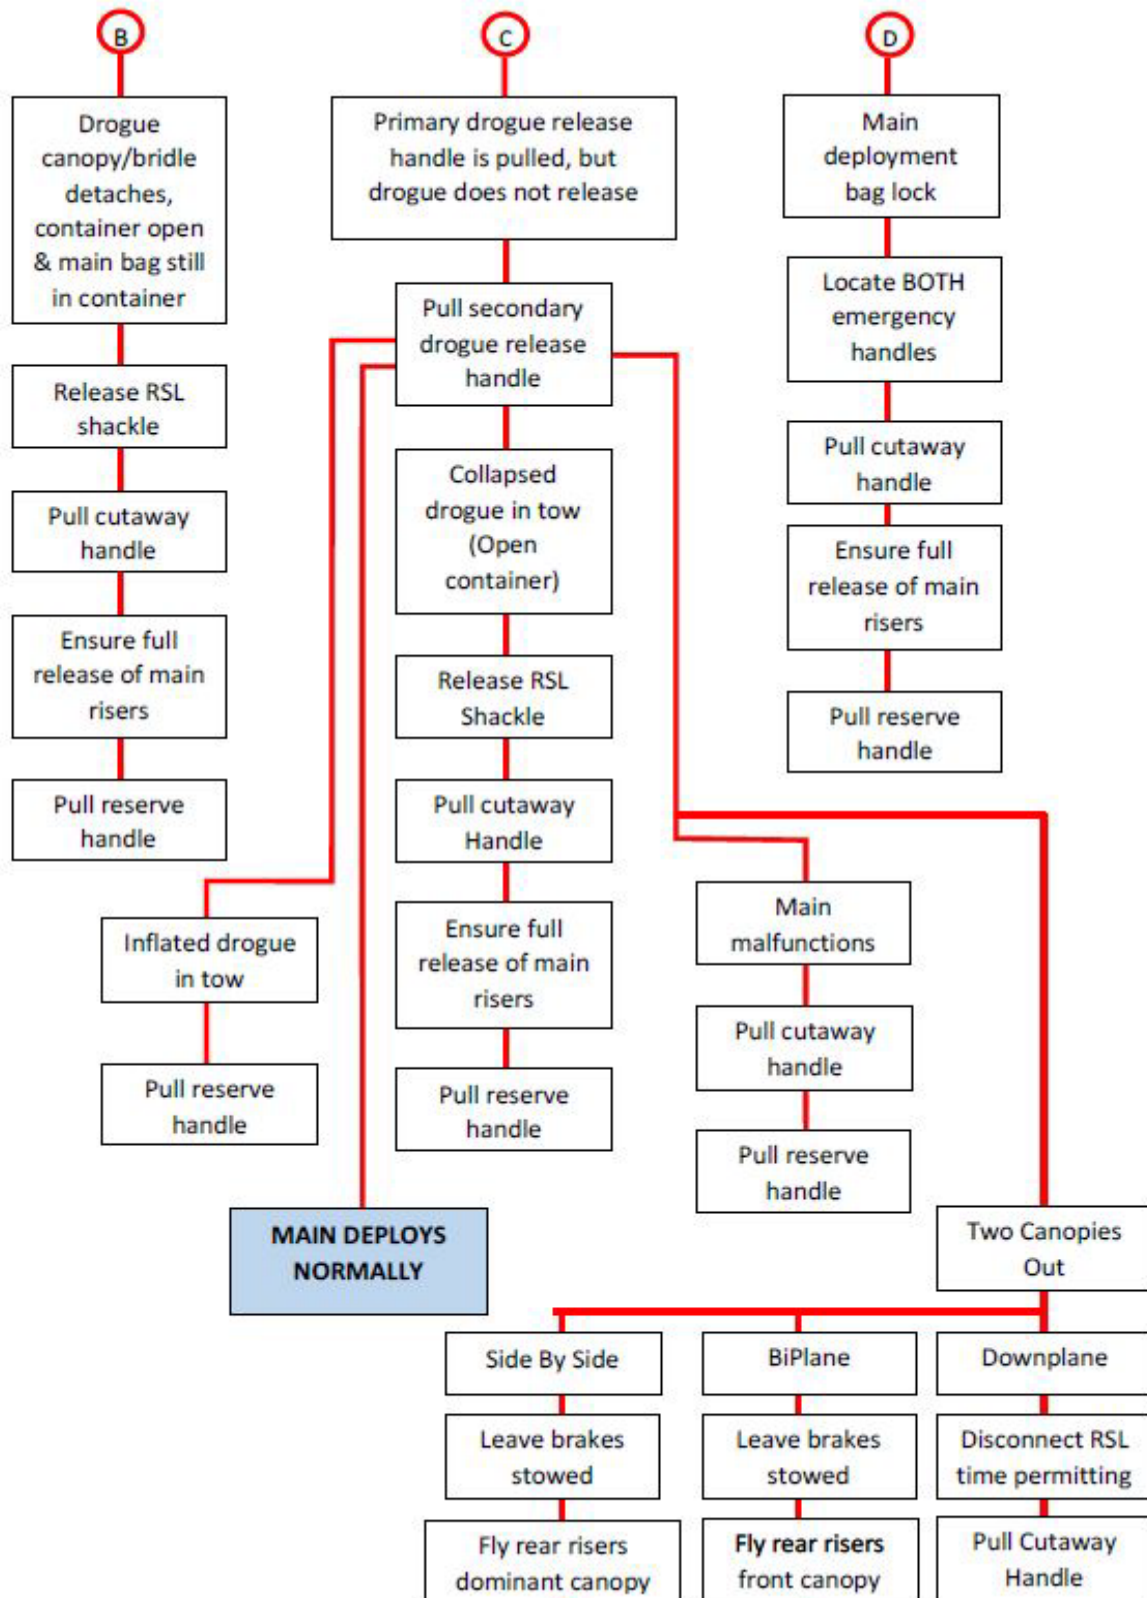 B
Drogue
canopy/bridle
detaches,
container open
& main bag still
in container
Release RSL
shackle
Pull cutaway
handle
Ensure full
release of main
risers
Pull reserve
handle
C
Primary drogue release
handle is pulled, but
drogue does not release
Pull secondary
drogue release
handle
Inflated drogue
in tow
Pull reserve
handle
MAIN DEPLOYS
NORMALLY
Collapsed
drogue in tow
(Open
container)
Release RSL
Shackle
Pull cutaway
Handle
Ensure full
release of main
risers
Pull reserve
handle
Main
malfunctions
Pull cutaway
handle
Pull reserve
handle
Two Canopies
Out
Side By Side
Leave brakes
stowed
Fly rear risers
dominant canopy
BiPlane
Leave brakes
stowed
Fly rear risers
front canopy
Downplane
Disconnect RSL
time permitting
Pull Cutaway
Handle
D
Main
deployment
bag lock
Locate BOTH
emergency
handles
Pull cutaway
handle
Ensure full
release of main
risers
Pull reserve
handle